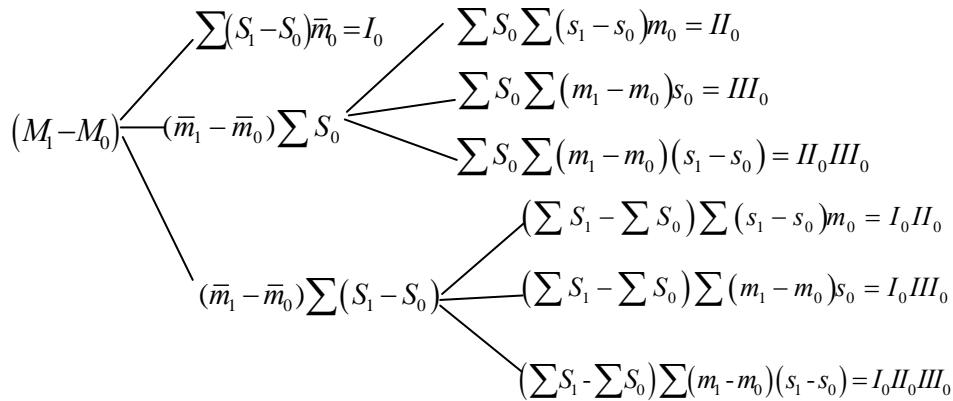 ∑(S₁−S₀)m̄₀ = I₀
∑ S₀ ∑(s₁ − s₀)m₀ = II₀
∑ S₀ ∑(m₁ − m₀)s₀ = III₀
(M₁−M₀)
(m̄₁ − m̄₀)∑ S₀
∑ S₀ ∑(m₁ − m₀)(s₁ − s₀) = II₀III₀
(∑ S₁ − ∑ S₀)∑ (s₁ − s₀)m₀ = I₀II₀
(m̄₁ − m̄₀)∑(S₁ − S₀)
(∑ S₁ − ∑ S₀)∑ (m₁ − m₀)s₀ = I₀III₀
(∑S₁ - ∑S₀)∑(m₁ - m₀)(s₁ - s₀) = I₀II₀III₀